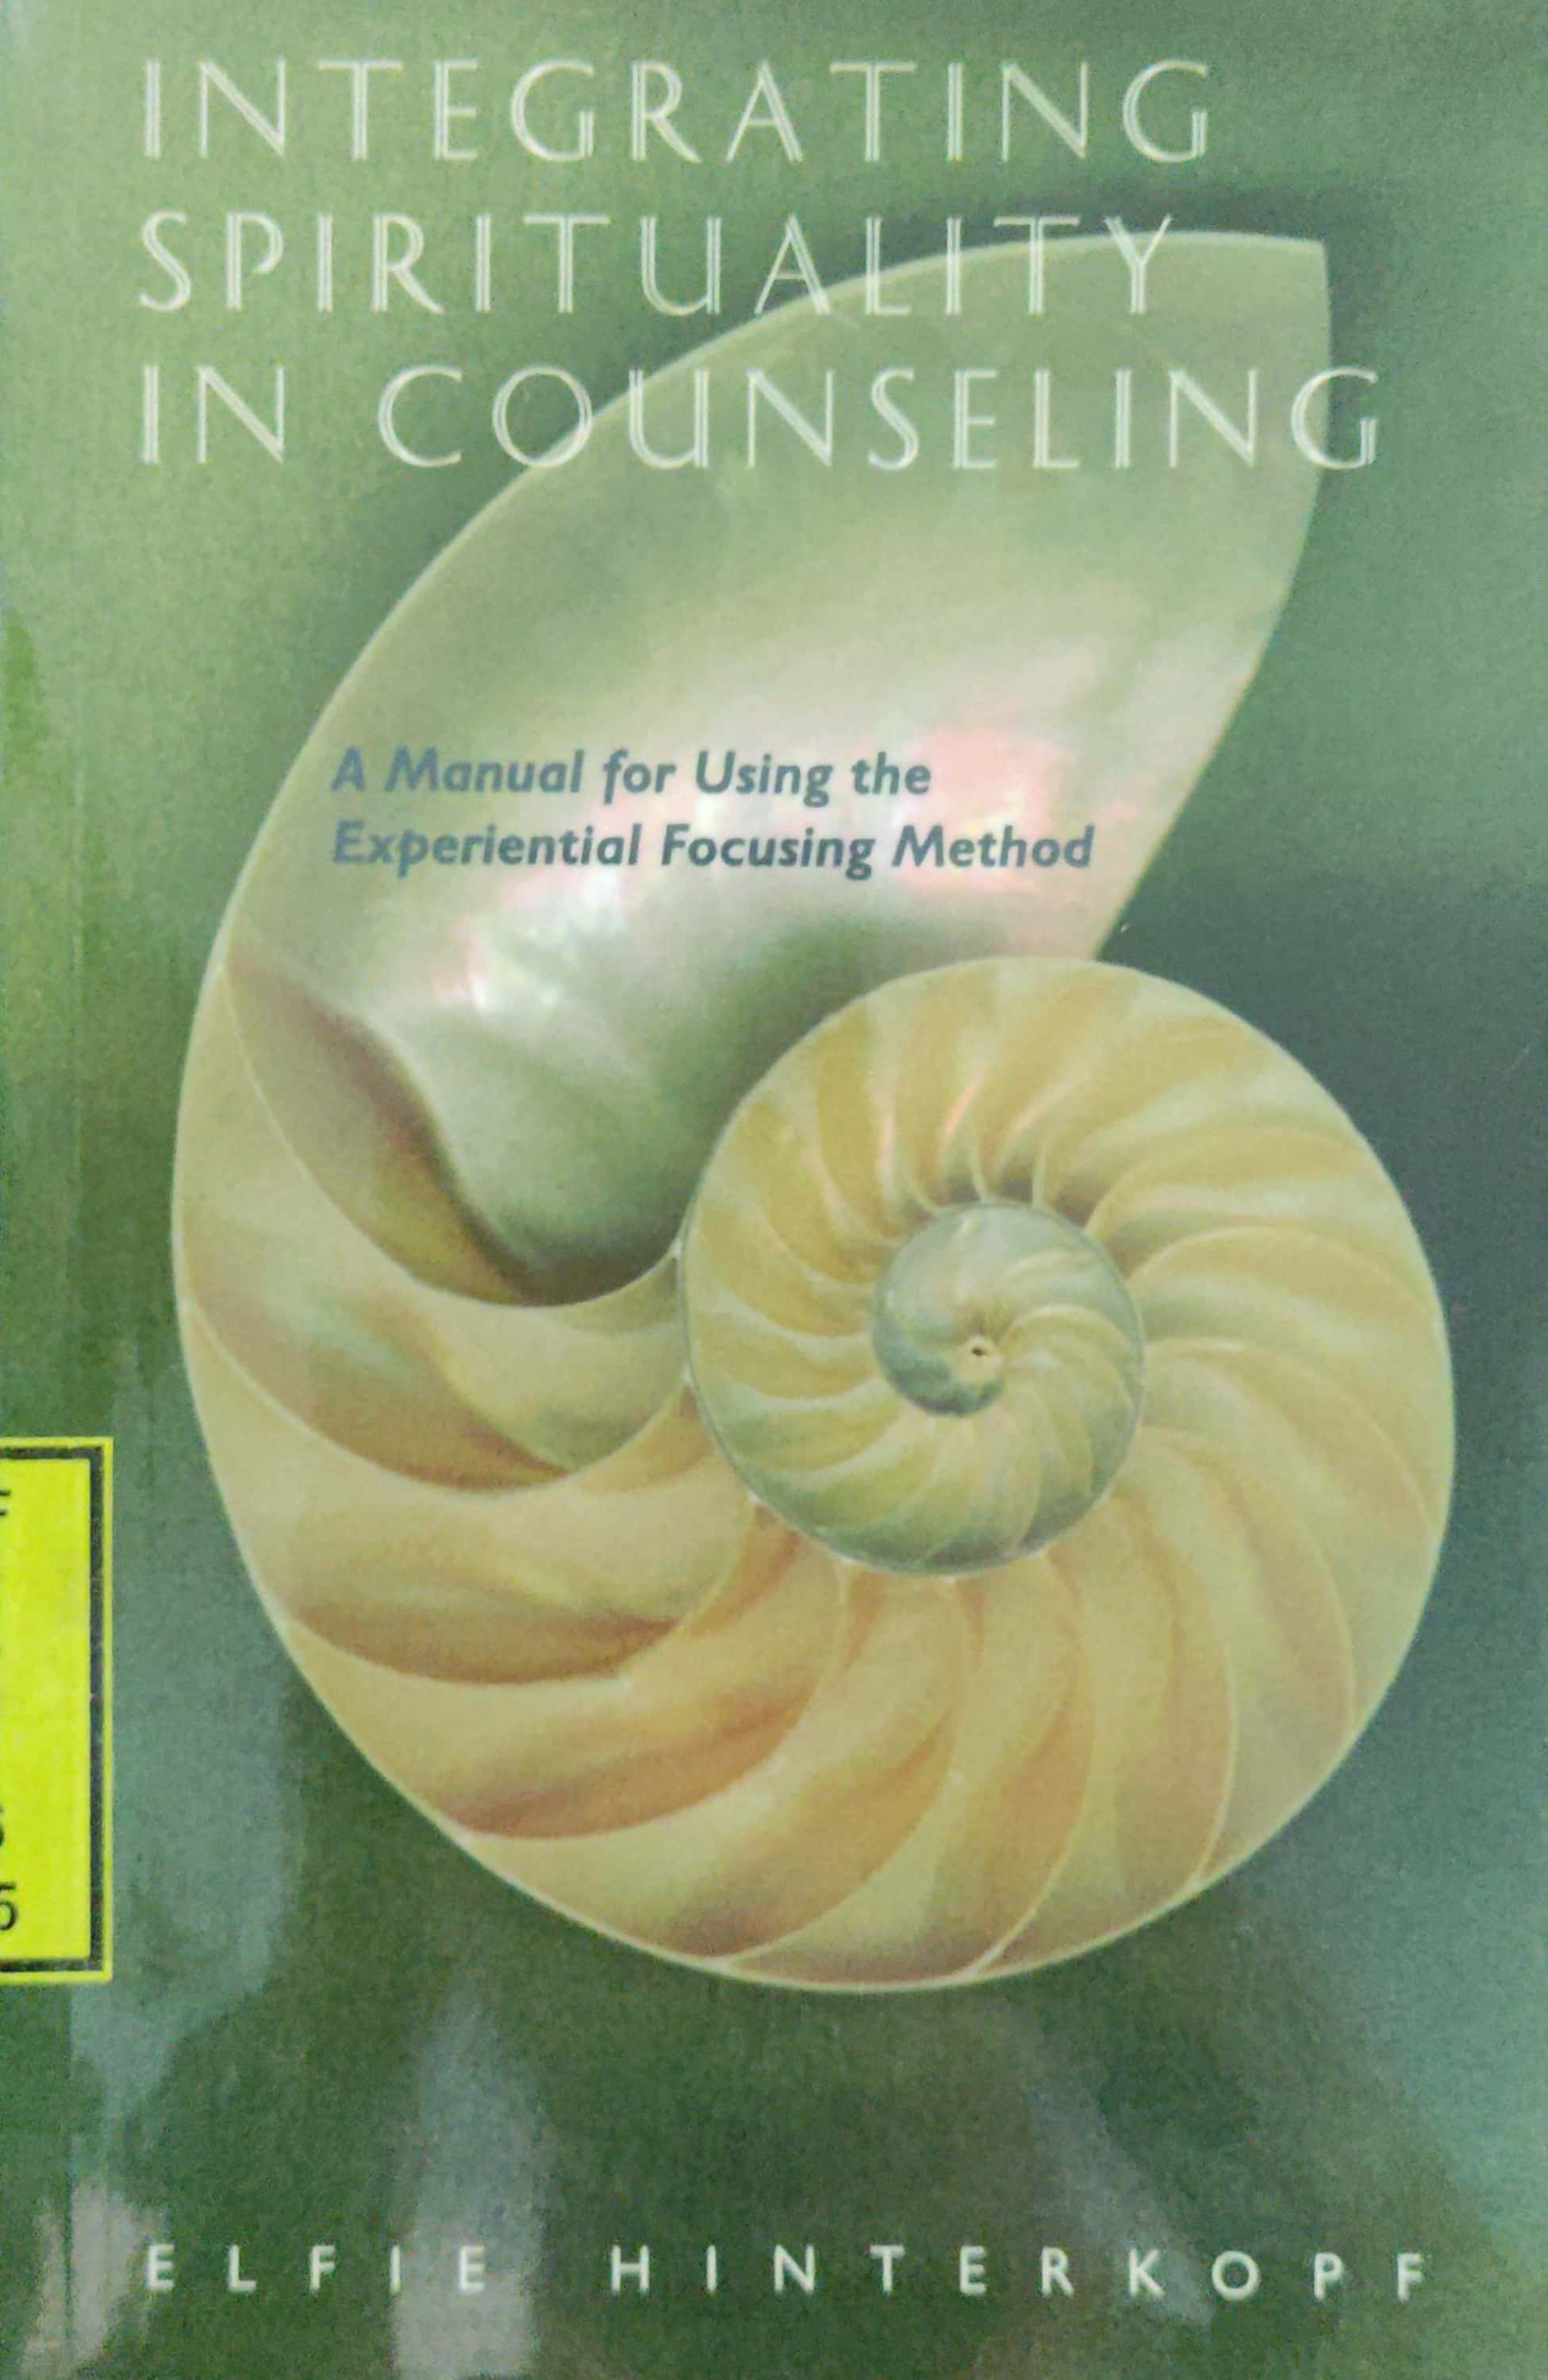 INTEGRATING
SPIRITUALITY
IN COUNSELING
A Manual for Using the
Experiential Focusing Method
ELFIE HINTERKOPF